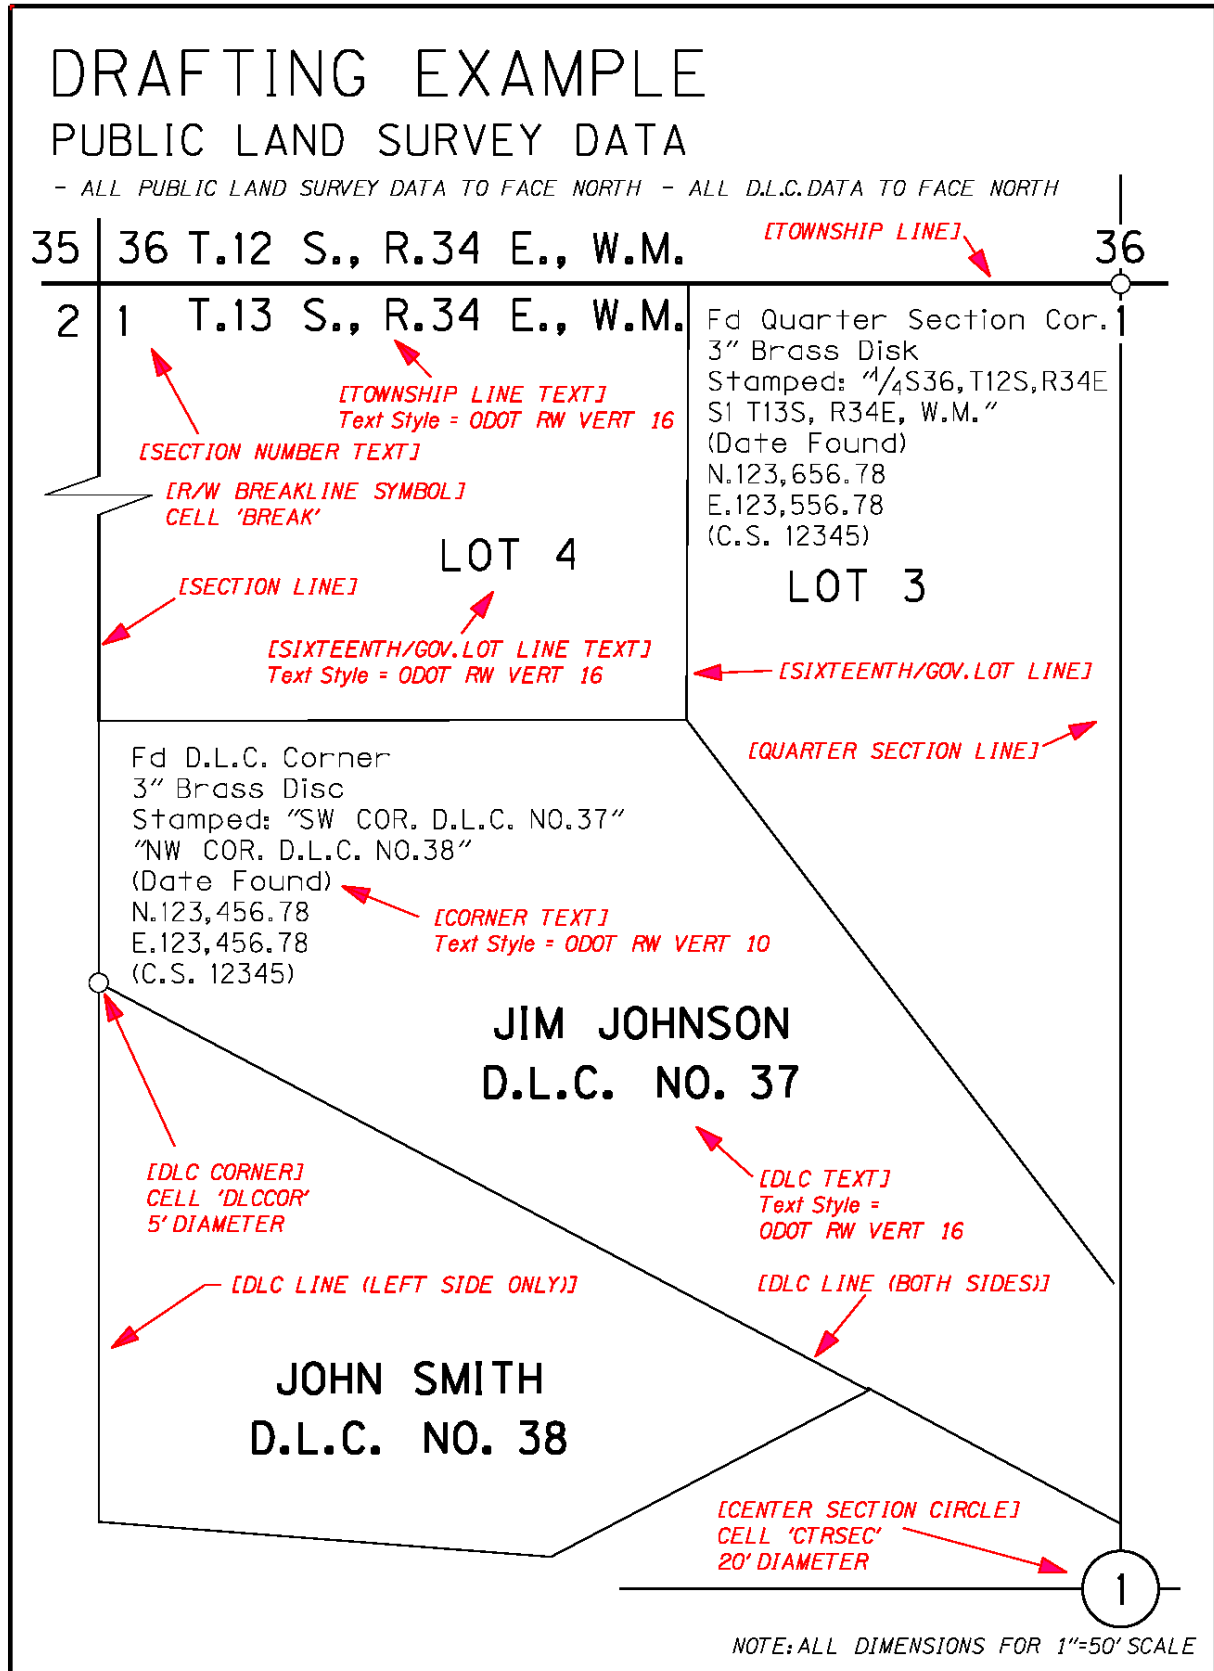 DRAFTING EXAMPLE
PUBLIC LAND SURVEY DATA
- ALL PUBLIC LAND SURVEY DATA TO FACE NORTH - ALL D.L.C. DATA TO FACE NORTH
35 36 T.12 S., R.34 E., W.M.
[TOWNSHIP LINE]
36
2 1 T.13 S., R.34 E., W.M.
1
Fd Quarter Section Cor.
3" Brass Disk
Stamped: "1/4S36,T12S,R34E
S1 T13S, R34E, W.M."
(Date Found)
N.123,656.78
E.123,556.78
(C.S. 12345)
[TOWNSHIP LINE TEXT]
Text Style = ODOT RW VERT 16
[SECTION NUMBER TEXT]
[R/W BREAKLINE SYMBOL]
CELL 'BREAK'
LOT 4
LOT 3
[SECTION LINE]
[SIXTEENTH/GOV.LOT LINE TEXT]
Text Style = ODOT RW VERT 16
[SIXTEENTH/GOV.LOT LINE]
[QUARTER SECTION LINE]
Fd D.L.C. Corner
3" Brass Disc
Stamped: "SW COR. D.L.C. NO.37"
"NW COR. D.L.C. NO.38"
(Date Found)
N.123,456.78
E.123,456.78
(C.S. 12345)
[CORNER TEXT]
Text Style = ODOT RW VERT 10
JIM JOHNSON
D.L.C. NO. 37
[DLC CORNER]
CELL 'DLCCOR'
5' DIAMETER
[DLC TEXT]
Text Style =
ODOT RW VERT 16
[DLC LINE (LEFT SIDE ONLY)]
[DLC LINE (BOTH SIDES)]
JOHN SMITH
D.L.C. NO. 38
[CENTER SECTION CIRCLE]
CELL 'CTRSEC'
20' DIAMETER
1
NOTE: ALL DIMENSIONS FOR 1"=50' SCALE